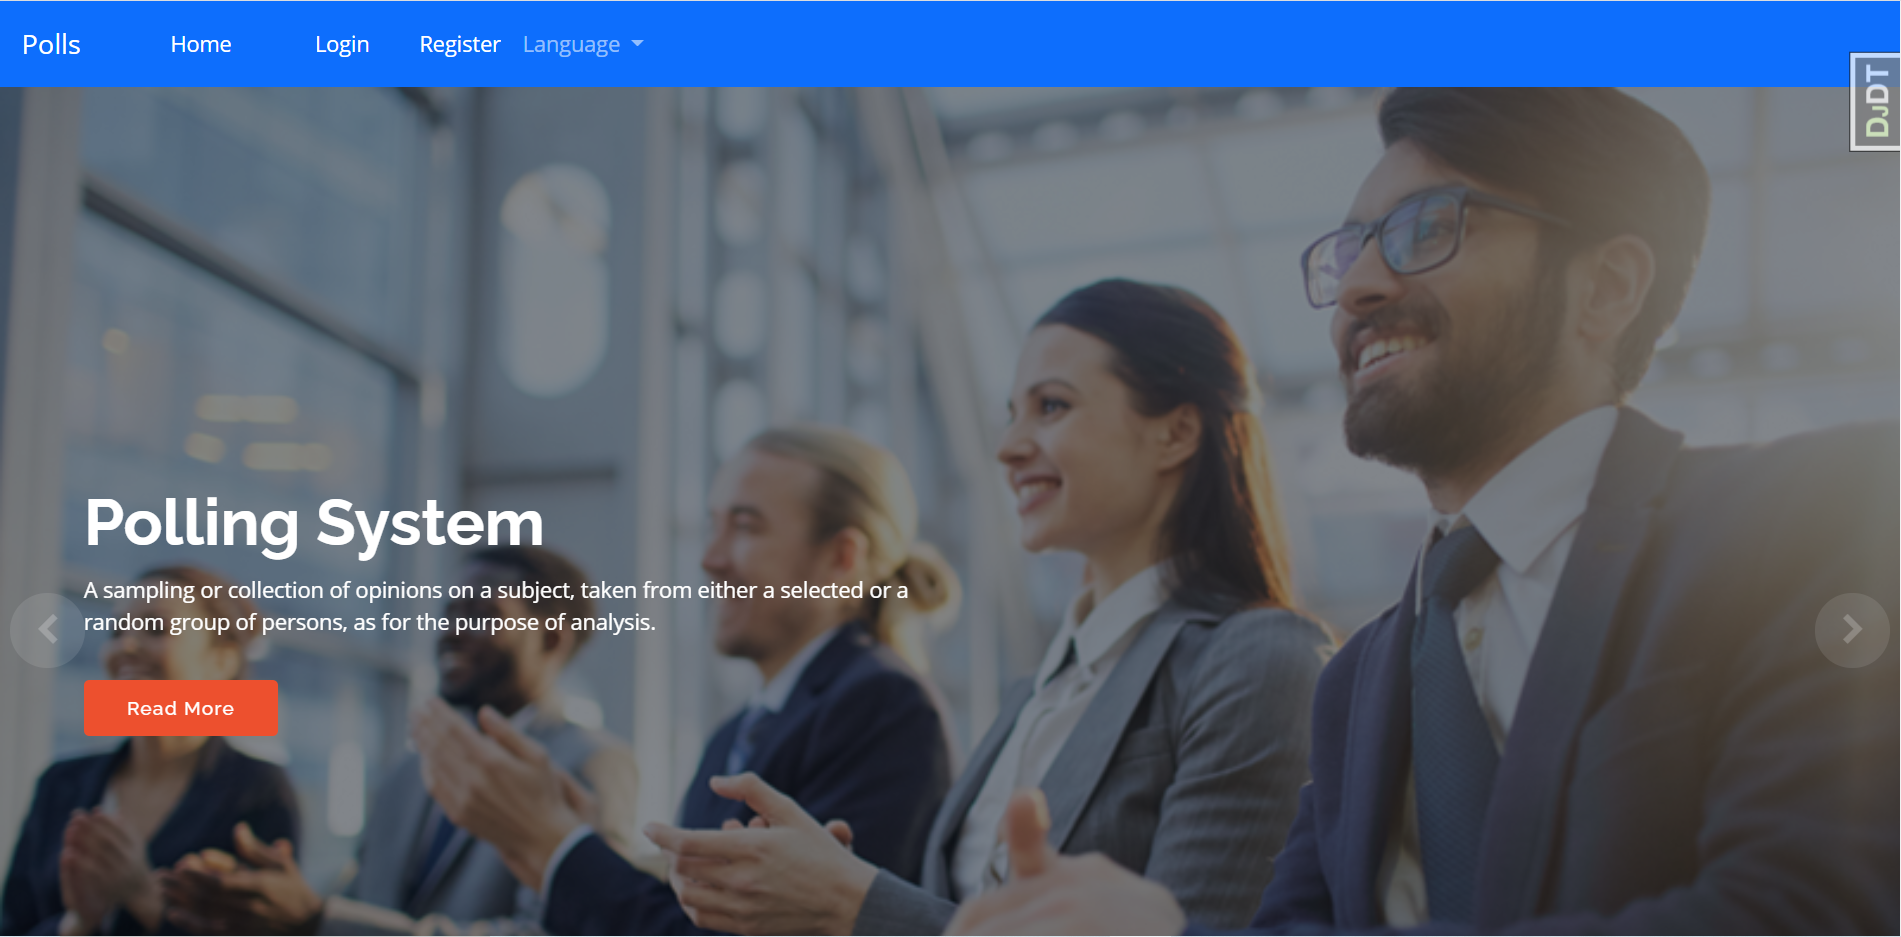 Polls
Home
Login
Register
Language
DJDT
Polling System
A sampling or collection of opinions on a subject, taken from either a selected or a
random group of persons, as for the purpose of analysis.
Read More